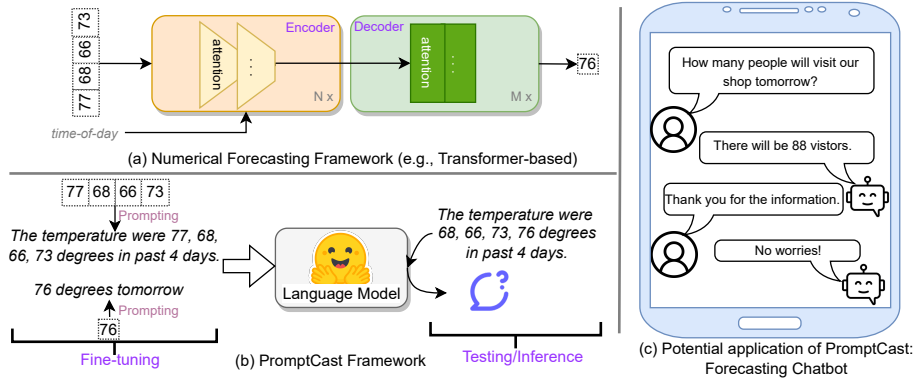 73
66
68
77
Encoder
attention
...
N x
Decoder
attention
...
M x
76
time-of-day
(a) Numerical Forecasting Framework (e.g., Transformer-based)
77 68 66 73
Prompting
The temperature were 77, 68,
66, 73 degrees in past 4 days.
76 degrees tomorrow
Prompting
76
Fine-tuning
Language Model
(b) PromptCast Framework
The temperature were
68, 66, 73, 76 degrees
in past 4 days.
?
Testing/Inference
How many people will visit our
shop tomorrow?
There will be 88 vistors.
Thank you for the information.
No worries!
(c) Potential application of PromptCast:
Forecasting Chatbot